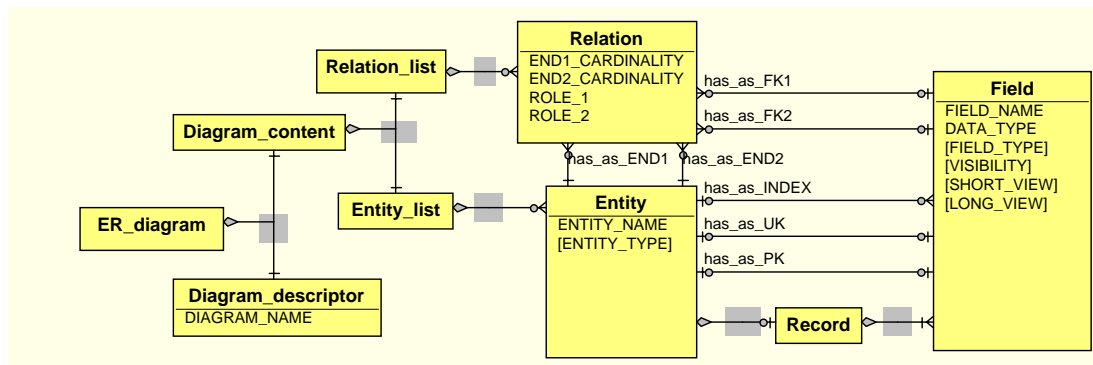 Relation
END1_CARDINALITY
END2_CARDINALITY
ROLE_1
ROLE_2
Relation_list
has_as_FK1
has_as_FK2
Field
FIELD_NAME
DATA_TYPE
[FIELD_TYPE]
[VISIBILITY]
[SHORT_VIEW]
[LONG_VIEW]
Diagram_content
has_as_END1
has_as_END2
Entity_list
Entity
ENTITY_NAME
[ENTITY_TYPE]
has_as_INDEX
has_as_UK
has_as_PK
ER_diagram
Diagram_descriptor
DIAGRAM_NAME
Record